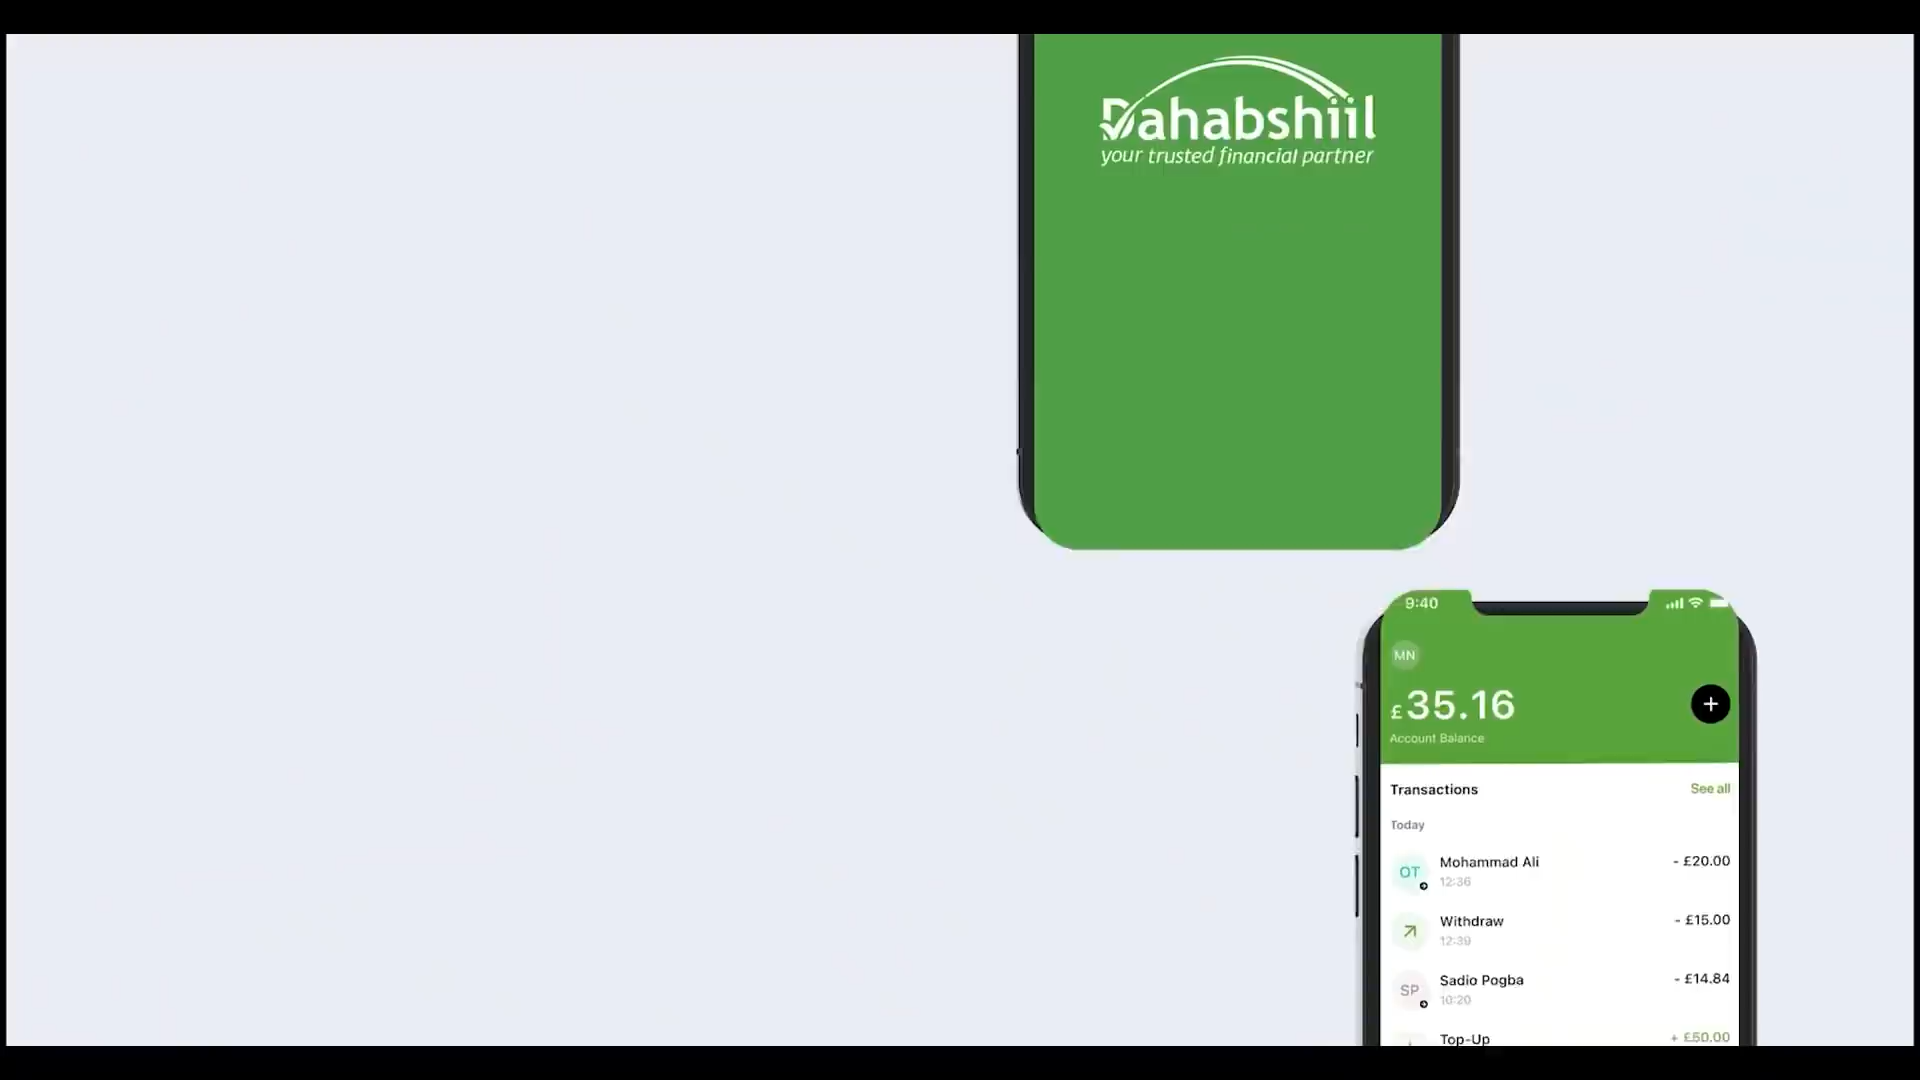 Dahabshiil
your trusted financial partner
9:40
MN
£35.16
+
Account Balance
Transactions See all
Today
OT Mohammad Ali - £20.00
12:36
Withdraw - £15.00
12:39
SP Sadio Pogba - £14.84
10:20
Top-Up + £50.00